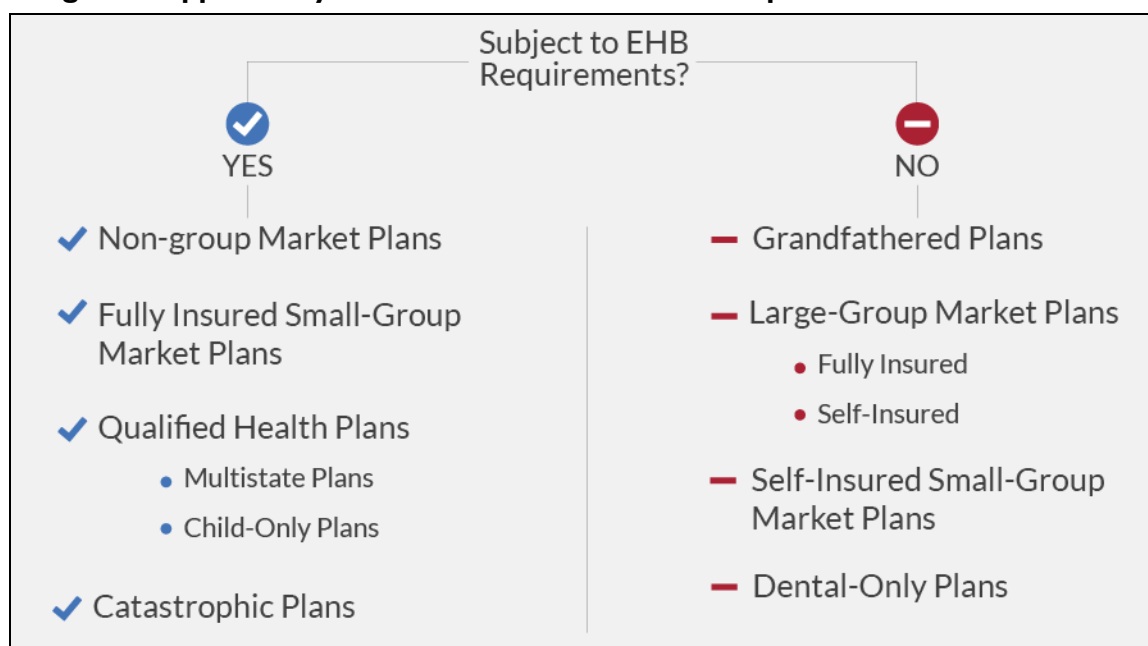 Subject to EHB
Requirements?
YES
Non-group Market Plans
Fully Insured Small-Group
Market Plans
Qualified Health Plans
Multistate Plans
Child-Only Plans
Catastrophic Plans
NO
Grandfathered Plans
Large-Group Market Plans
Fully Insured
Self-Insured
Self-Insured Small-Group
Market Plans
Dental-Only Plans